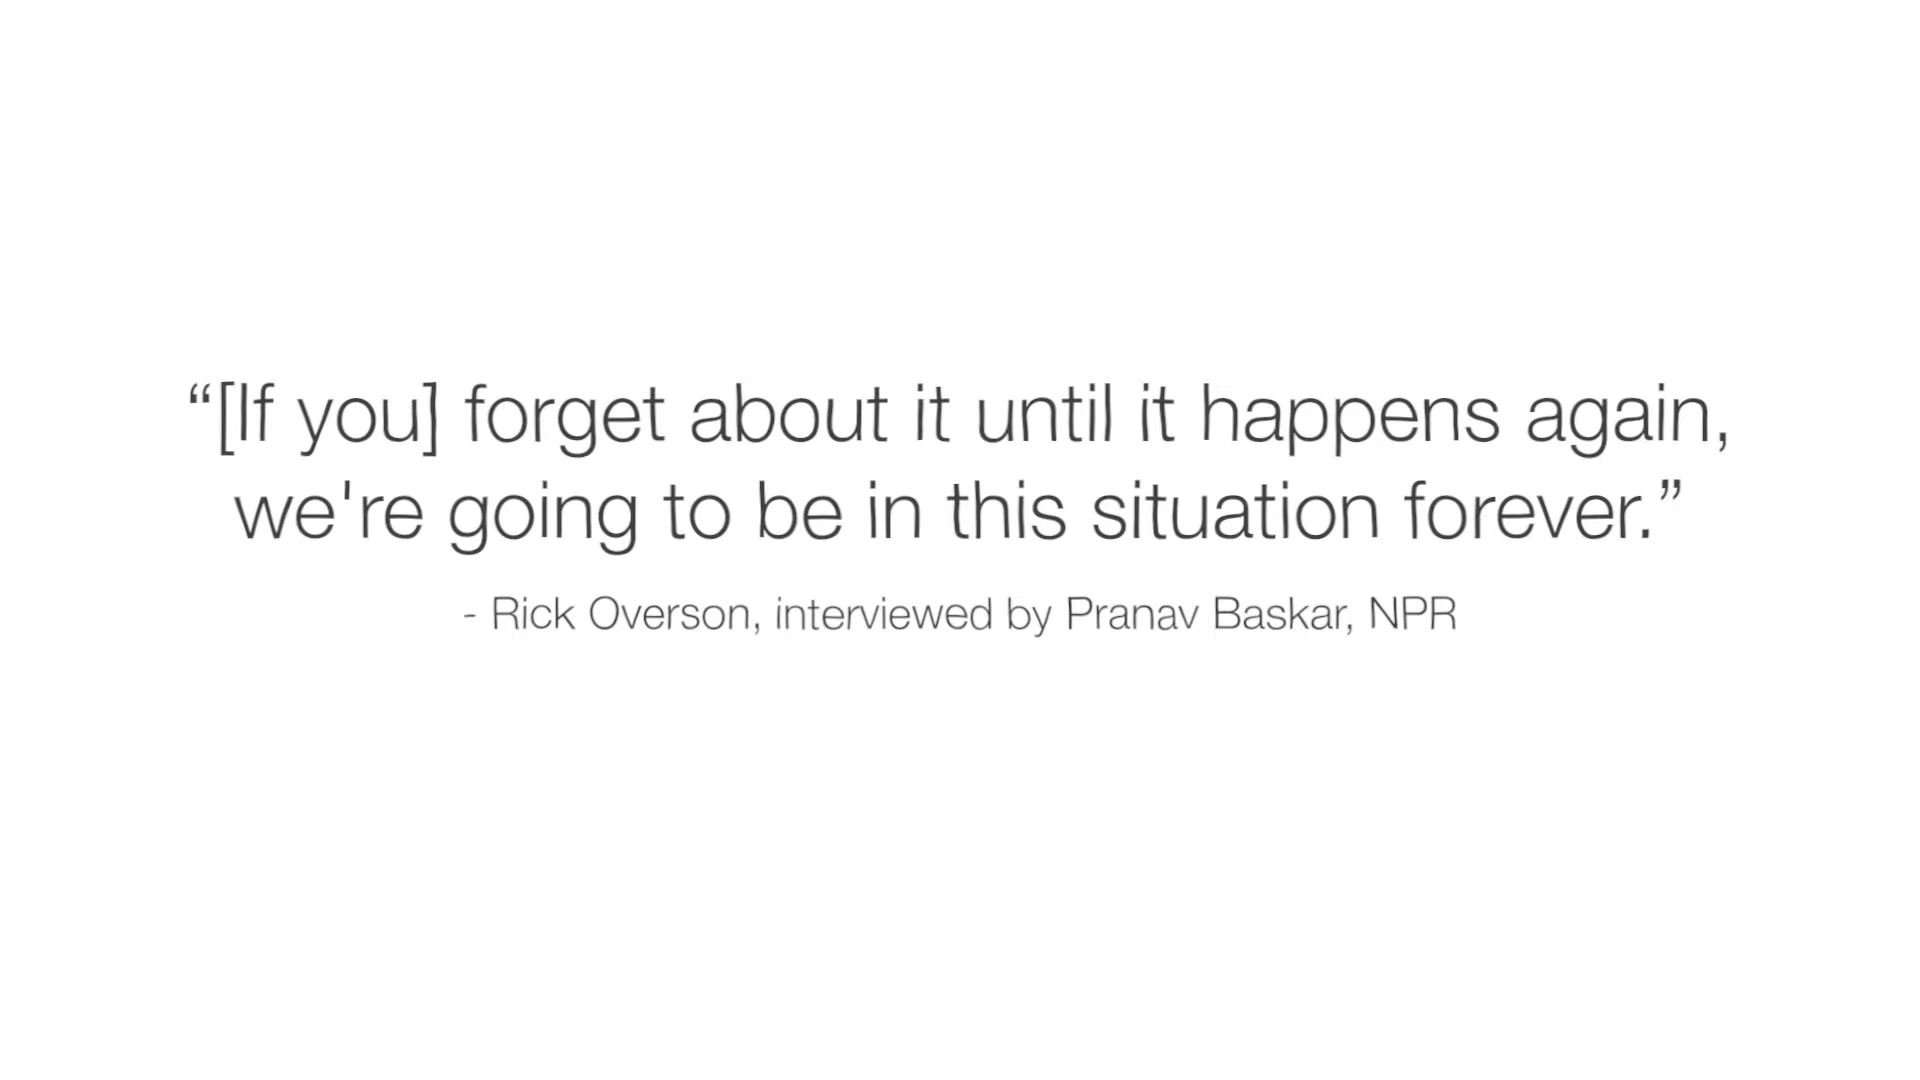 “[If you] forget about it until it happens again,
we're going to be in this situation forever.”
- Rick Overson, interviewed by Pranav Baskar, NPR